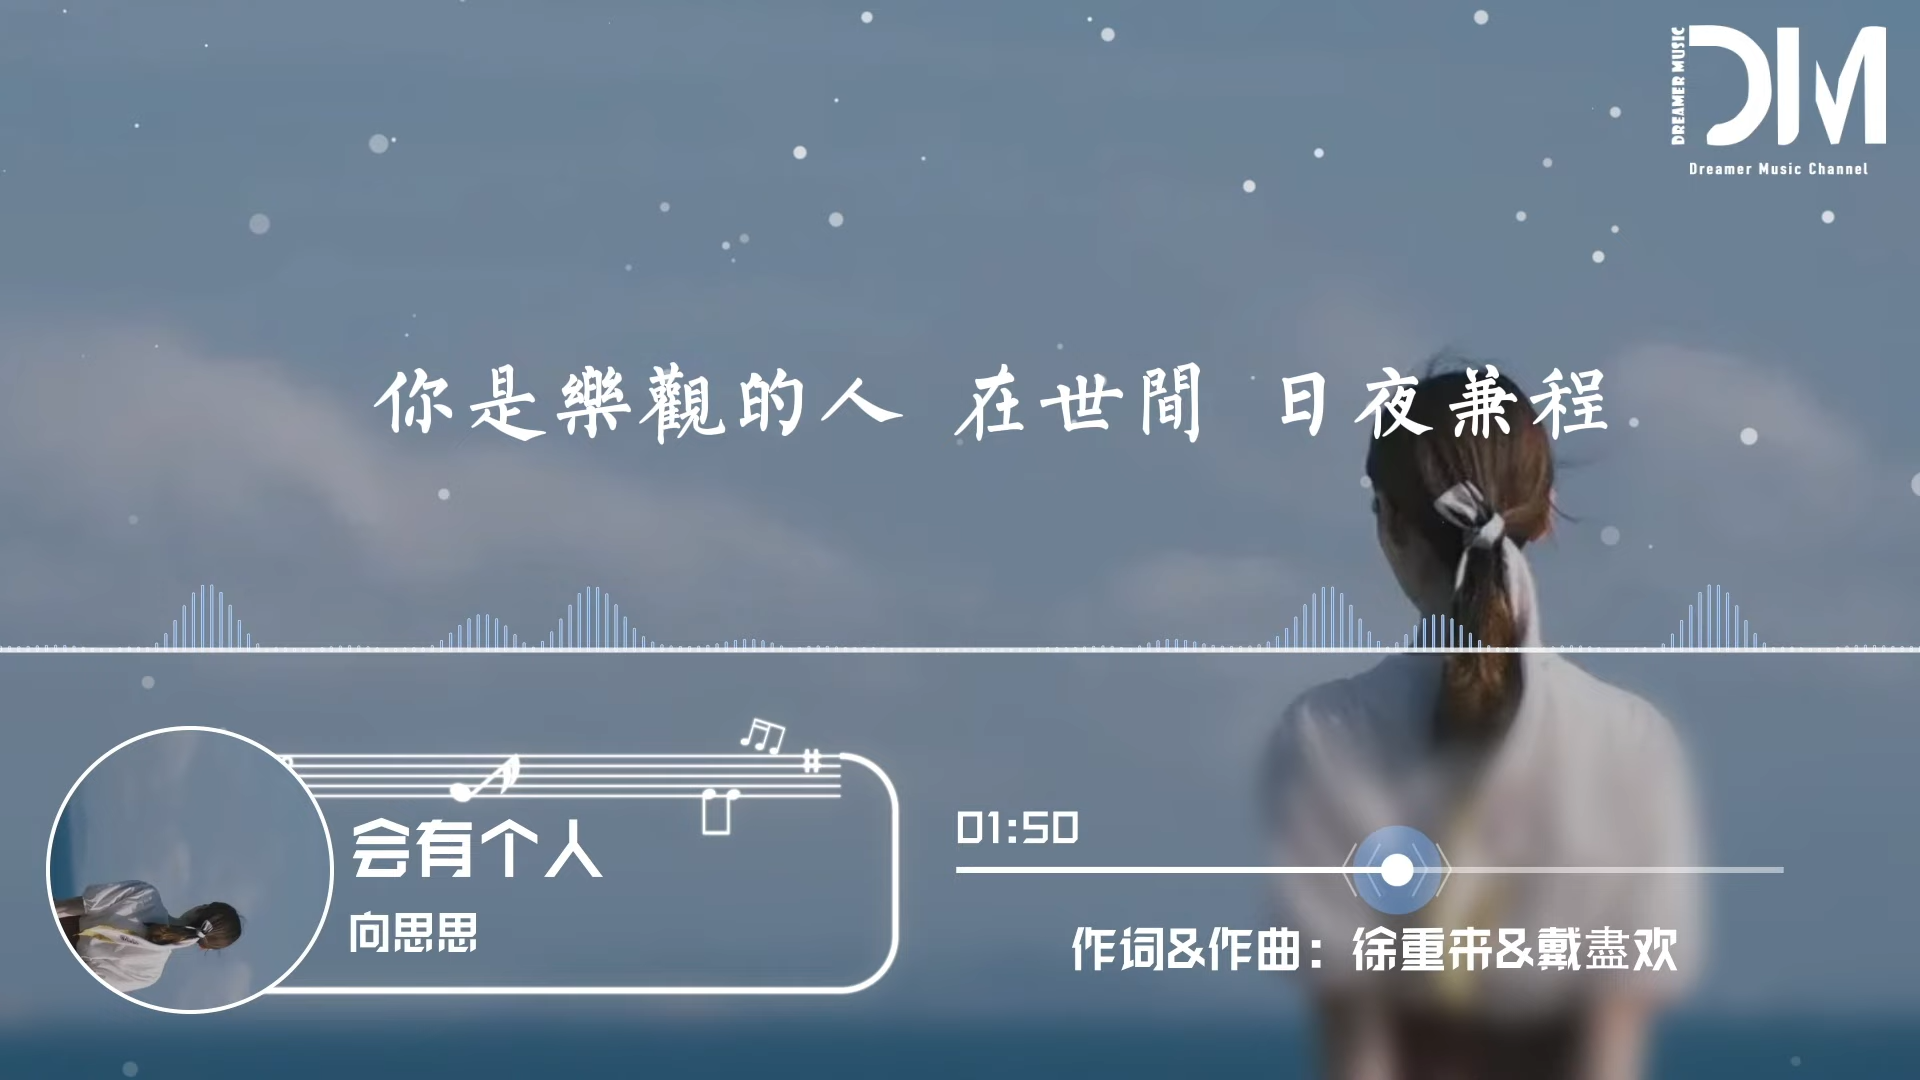 DREAMER MUSIC
DM
Dreamer Music Channel
你是樂觀的人 在世間 日夜兼程
会有个人
向思思
01:50
作词&作曲：徐重来&戴盡欢